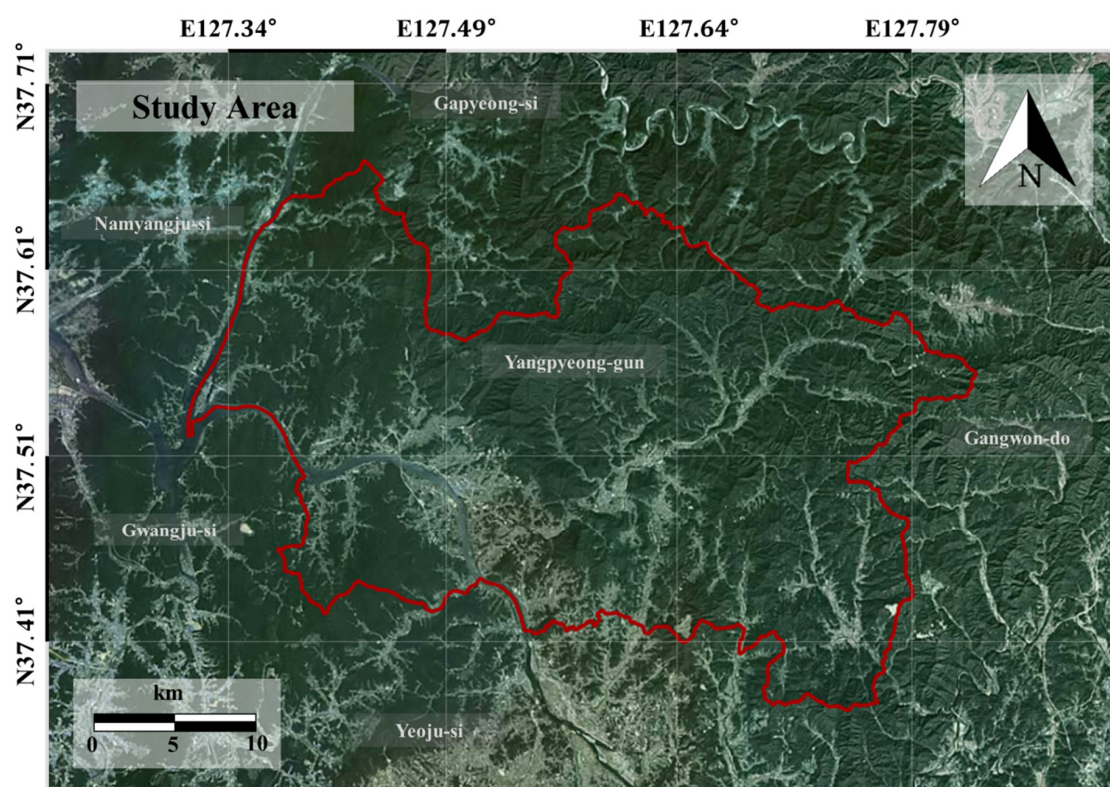 E127.34°
E127.49°
E127.64°
E127.79°
N37.71°
Study Area
Gapyeong-si
N
Namyangju-si
N37.61°
Yangpyeong-gun
Gangwon-do
N37.51°
Gwangju-si
N37.41°
km
0 5 10
Yeoju-si